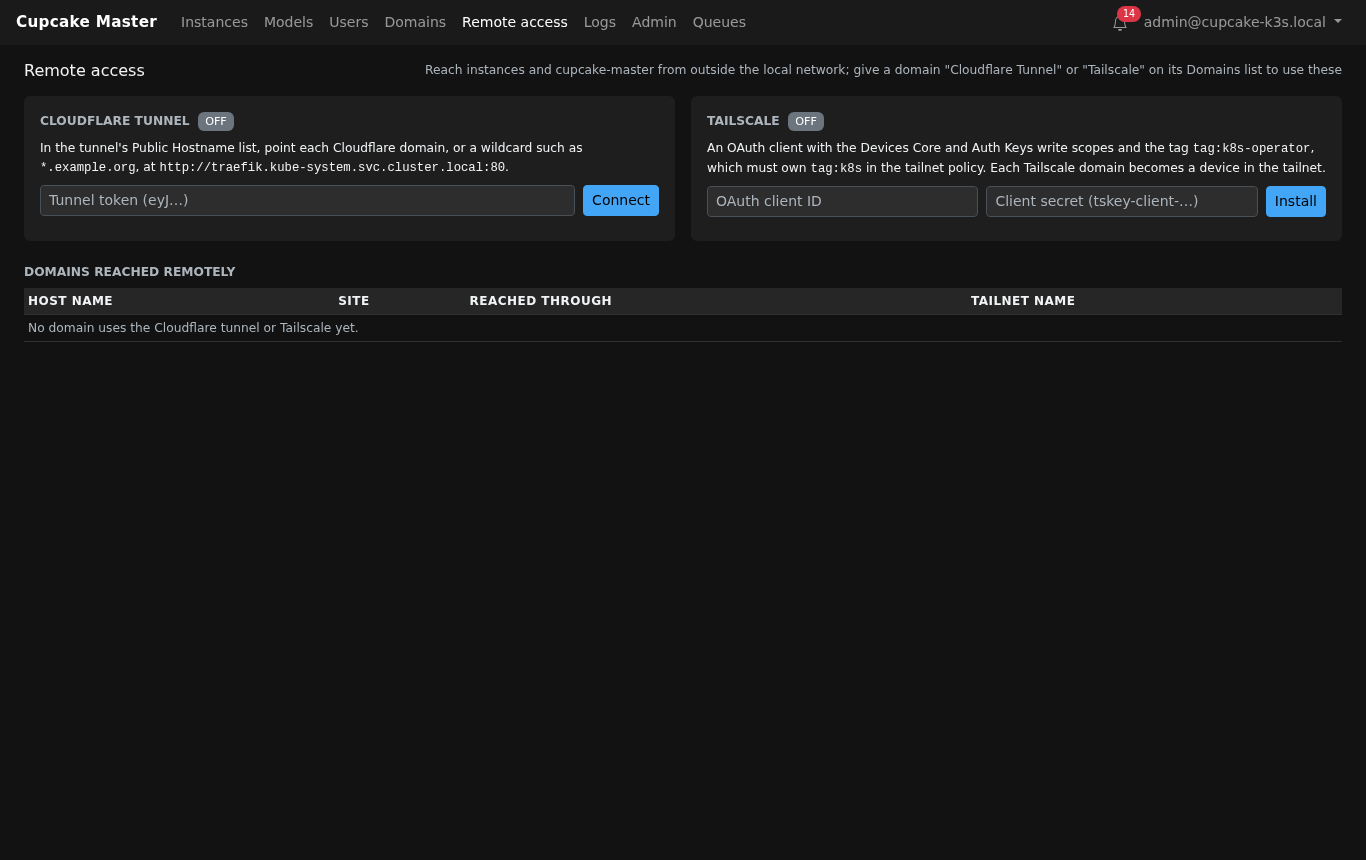 Cupcake Master Instances Models Users Domains Remote access Logs Admin Queues 14 admin@cupcake-k3s.local
Remote access
Reach instances and cupcake-master from outside the local network; give a domain "Cloudflare Tunnel" or "Tailscale" on its Domains list to use these
CLOUDFLARE TUNNEL OFF
In the tunnel's Public Hostname list, point each Cloudflare domain, or a wildcard such as
*.example.org, at http://traefik.kube-system.svc.cluster.local:80.
Tunnel token (eyJ…) Connect
TAILSCALE OFF
An OAuth client with the Devices Core and Auth Keys write scopes and the tag tag:k8s-operator,
which must own tag:k8s in the tailnet policy. Each Tailscale domain becomes a device in the tailnet.
OAuth client ID Client secret (tskey-client-…) Install
DOMAINS REACHED REMOTELY
HOST NAME SITE REACHED THROUGH TAILNET NAME
No domain uses the Cloudflare tunnel or Tailscale yet.